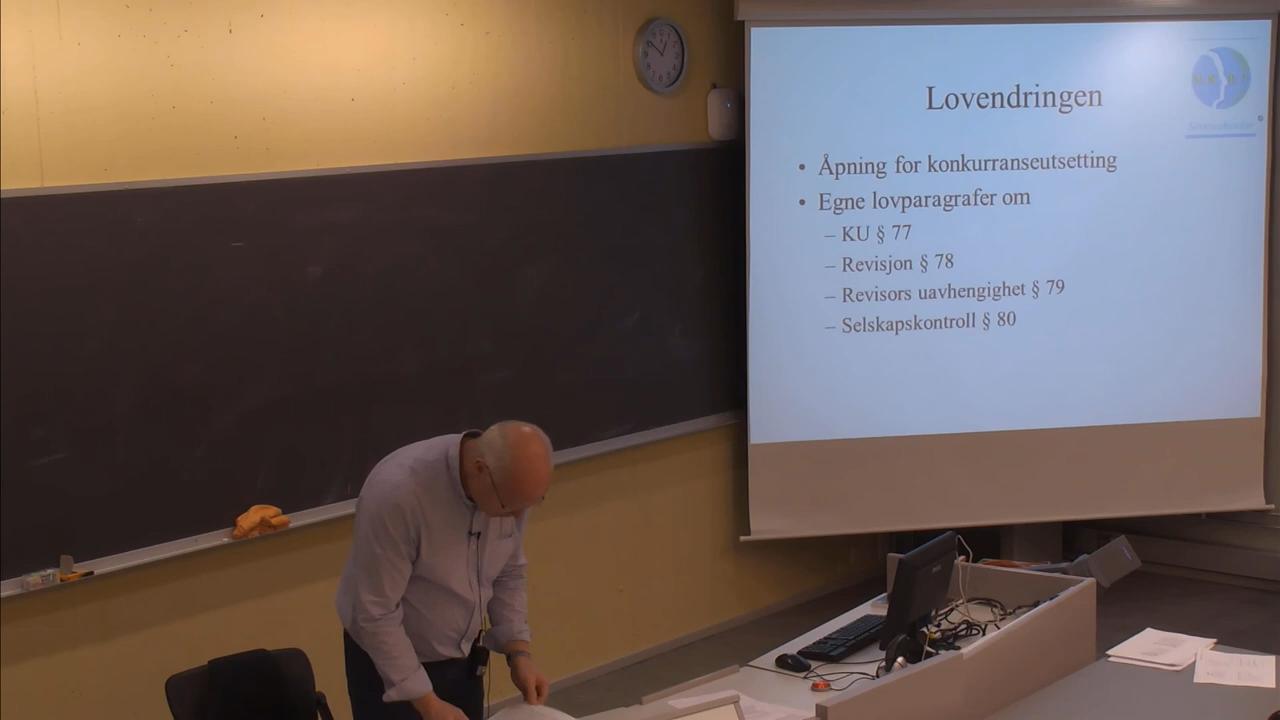 Lovendringen
• Åpning for konkurranseutsetting
• Egne lovparagrafer om
– KU § 77
– Revisjon § 78
– Revisors uavhengighet § 79
– Selskapskontroll § 80